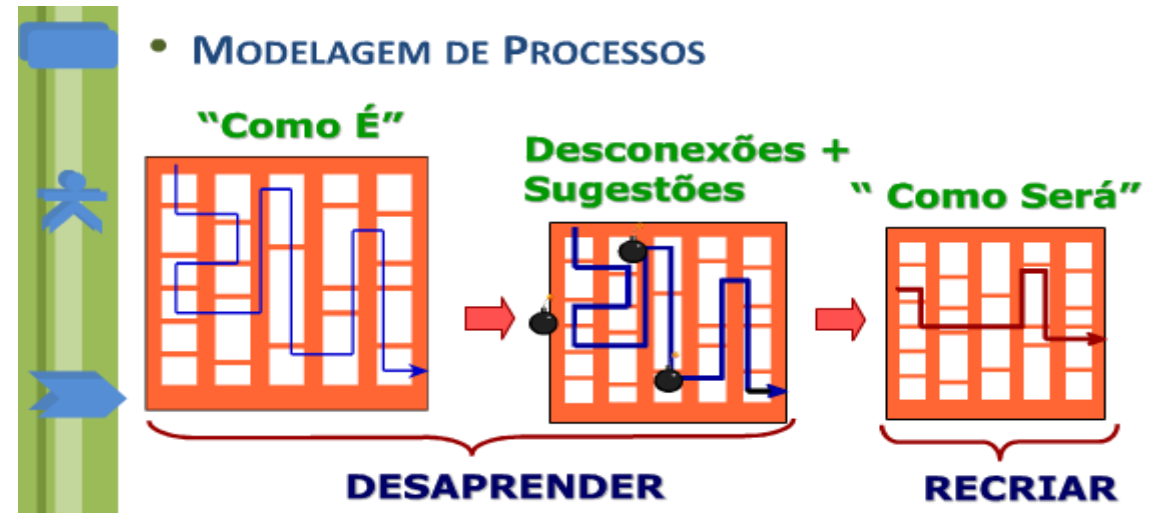 • MODELAGEM DE PROCESSOS
“Como É”
Desconexões +
Sugestões
“ Como Será”
DESAPRENDER
RECRIAR